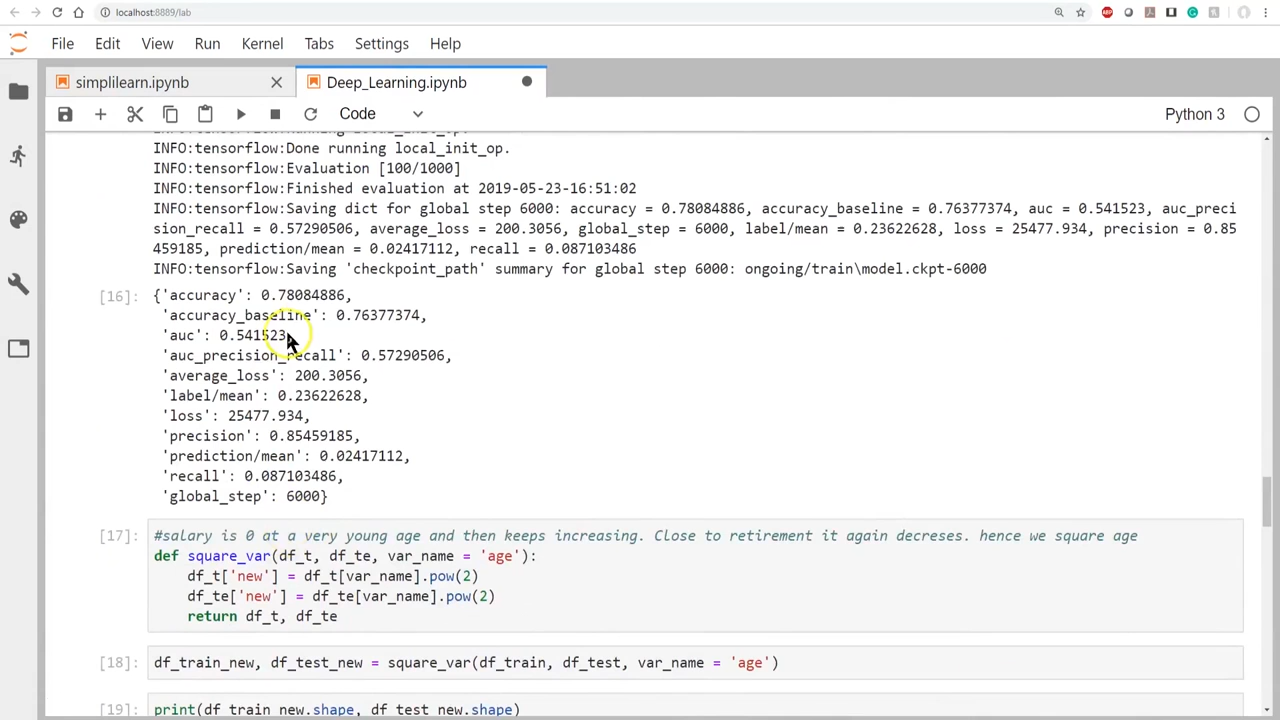 localhost:8889/lab
File Edit View Run Kernel Tabs Settings Help
simplilearn.ipynb Deep_Learning.ipynb
Code Python 3
INFO:tensorflow:Running local_init_op.
INFO:tensorflow:Done running local_init_op.
INFO:tensorflow:Evaluation [100/1000]
INFO:tensorflow:Finished evaluation at 2019-05-23-16:51:02
INFO:tensorflow:Saving dict for global step 6000: accuracy = 0.78084886, accuracy_baseline = 0.76377374, auc = 0.541523, auc_preci
sion_recall = 0.57290506, average_loss = 200.3056, global_step = 6000, label/mean = 0.23622628, loss = 25477.934, precision = 0.85
459185, prediction/mean = 0.02417112, recall = 0.087103486
INFO:tensorflow:Saving 'checkpoint_path' summary for global step 6000: ongoing/train\model.ckpt-6000
[16]: {'accuracy': 0.78084886,
'accuracy_baseline': 0.76377374,
'auc': 0.541523,
'auc_precision_recall': 0.57290506,
'average_loss': 200.3056,
'label/mean': 0.23622628,
'loss': 25477.934,
'precision': 0.85459185,
'prediction/mean': 0.02417112,
'recall': 0.087103486,
'global_step': 6000}
[17]: #salary is 0 at a very young age and then keeps increasing. Close to retirement it again decreses. hence we square age
def square_var(df_t, df_te, var_name = 'age'):
df_t['new'] = df_t[var_name].pow(2)
df_te['new'] = df_te[var_name].pow(2)
return df_t, df_te
[18]: df_train_new, df_test_new = square_var(df_train, df_test, var_name = 'age')
[19]: print(df_train_new.shape, df_test_new.shape)